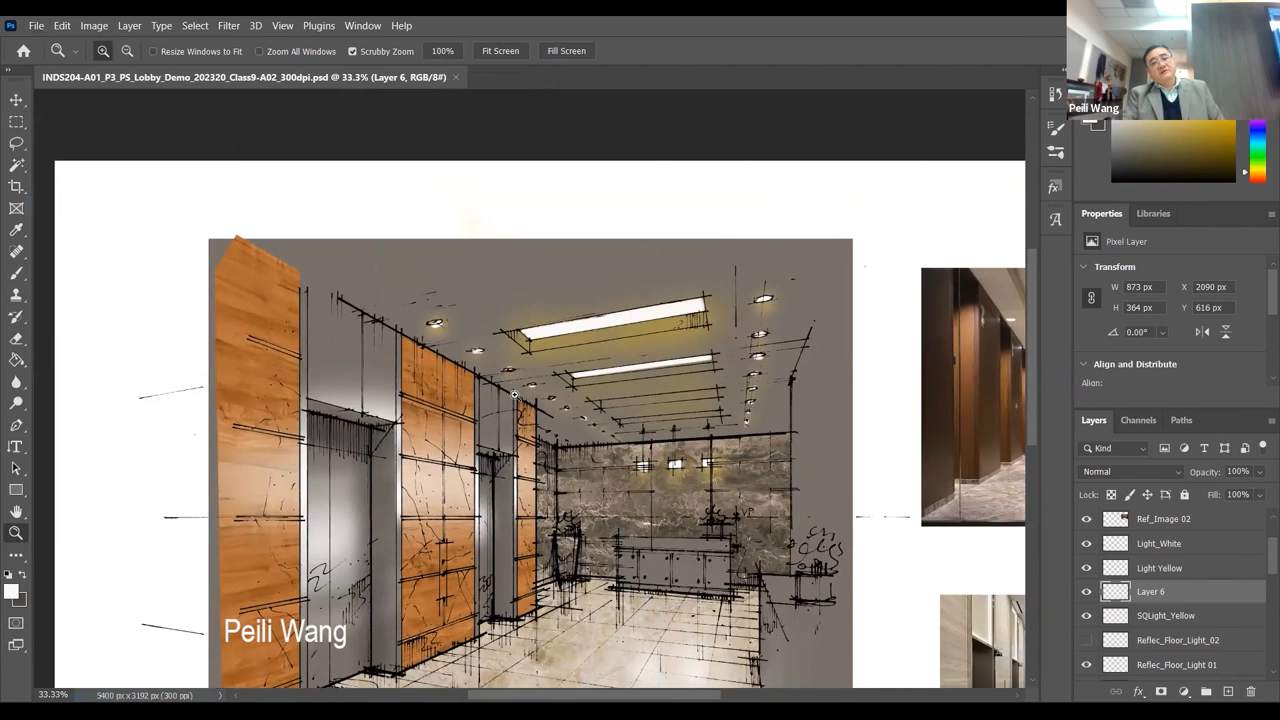 Ps File Edit Image Layer Type Select Filter 3D View Plugins Window Help
Resize Windows to Fit Zoom All Windows Scrubby Zoom 100% Fit Screen Fill Screen
INDS204-A01_P3_PS_Lobby_Demo_202320_Class9-A02_300dpi.psd @ 33.3% (Layer 6, RGB/8#)
Peili Wang
Properties Libraries
Pixel Layer
Transform
W 873 px X 2090 px
H 364 px Y 616 px
0.00°
Align and Distribute
Align:
Layers Channels Paths
Kind
Normal Opacity: 100%
Lock: Fill: 100%
Ref_Image 02
Light_White
Light Yellow
Layer 6
SQLight_Yellow
Reflec_Floor_Light_02
Reflec_Floor_Light 01
Peili Wang
33.33% 5400 px x 3192 px (300 ppi)